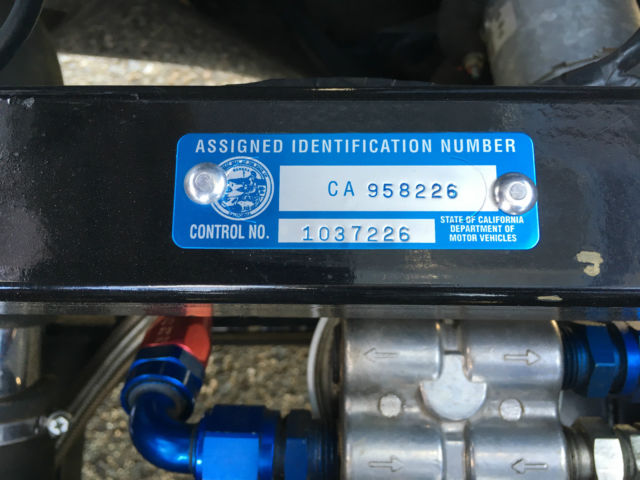 ASSIGNED IDENTIFICATION NUMBER
CA 958226
CONTROL NO. 1037226
STATE OF CALIFORNIA
DEPARTMENT OF
MOTOR VEHICLES